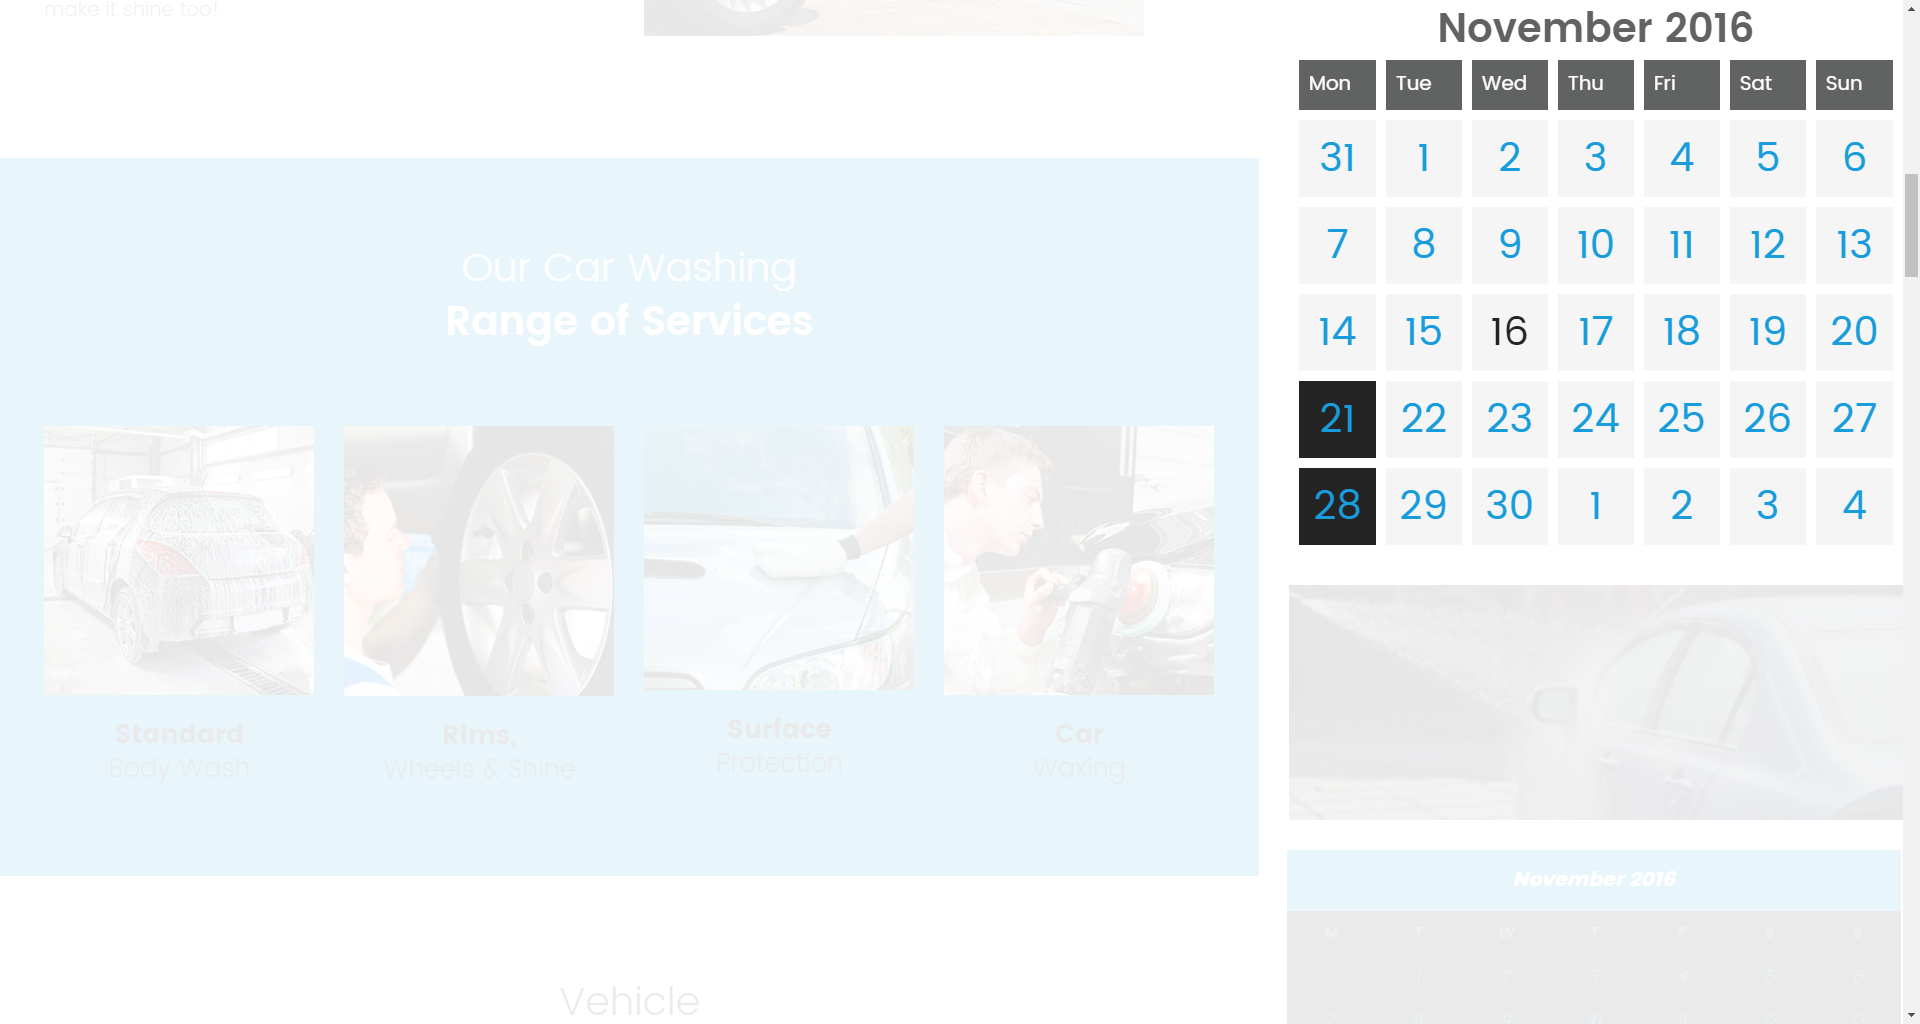 make it shine too!
Our Car Washing
Range of Services
Standard
Body Wash
Rims,
Wheels & Shine
Surface
Protection
Car
Waxing
Vehicle
November 2016
Mon Tue Wed Thu Fri Sat Sun
31 1 2 3 4 5 6
7 8 9 10 11 12 13
14 15 16 17 18 19 20
21 22 23 24 25 26 27
28 29 30 1 2 3 4
November 2016
M T W T F S S
1 2 3 4 5 6
7 8 9 10 11 12 13